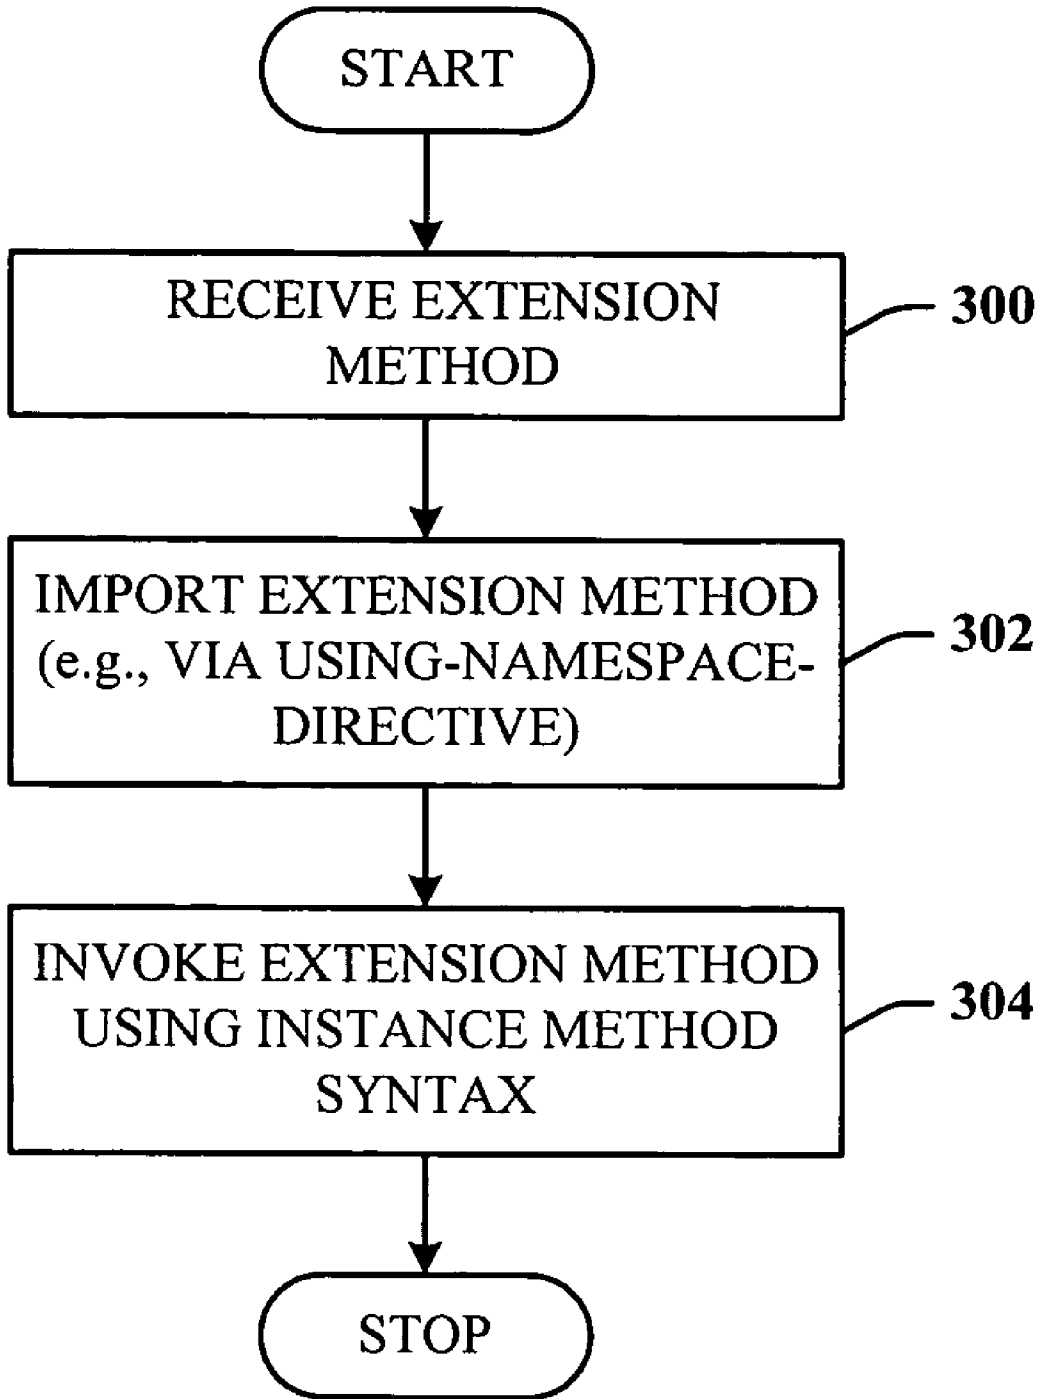 START
RECEIVE EXTENSION
METHOD
300
IMPORT EXTENSION METHOD
(e.g., VIA USING-NAMESPACE-
DIRECTIVE)
302
INVOKE EXTENSION METHOD
USING INSTANCE METHOD
SYNTAX
304
STOP